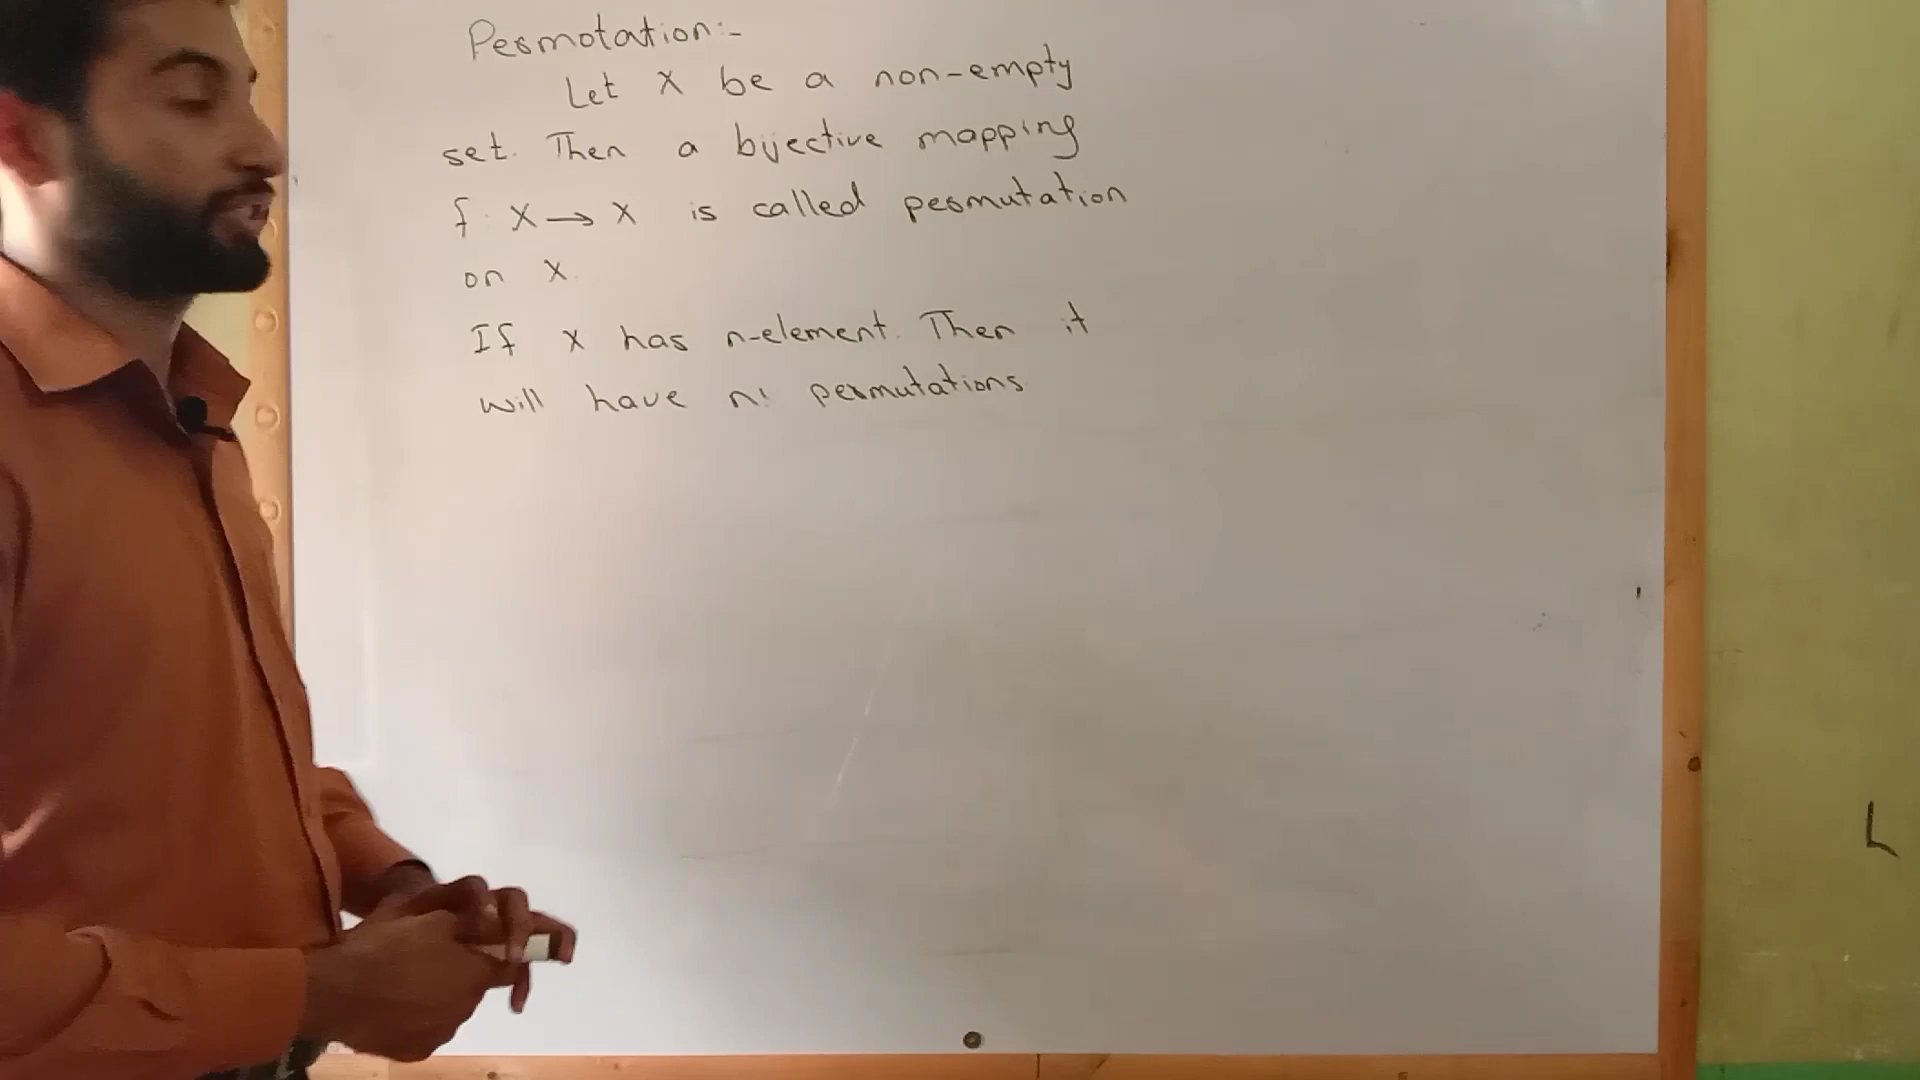 Permotation:-
Let X be a non-empty
set. Then a bijective mapping
f: X → X is called permutation
on X.
If X has n-element. Then it
will have n! permutations